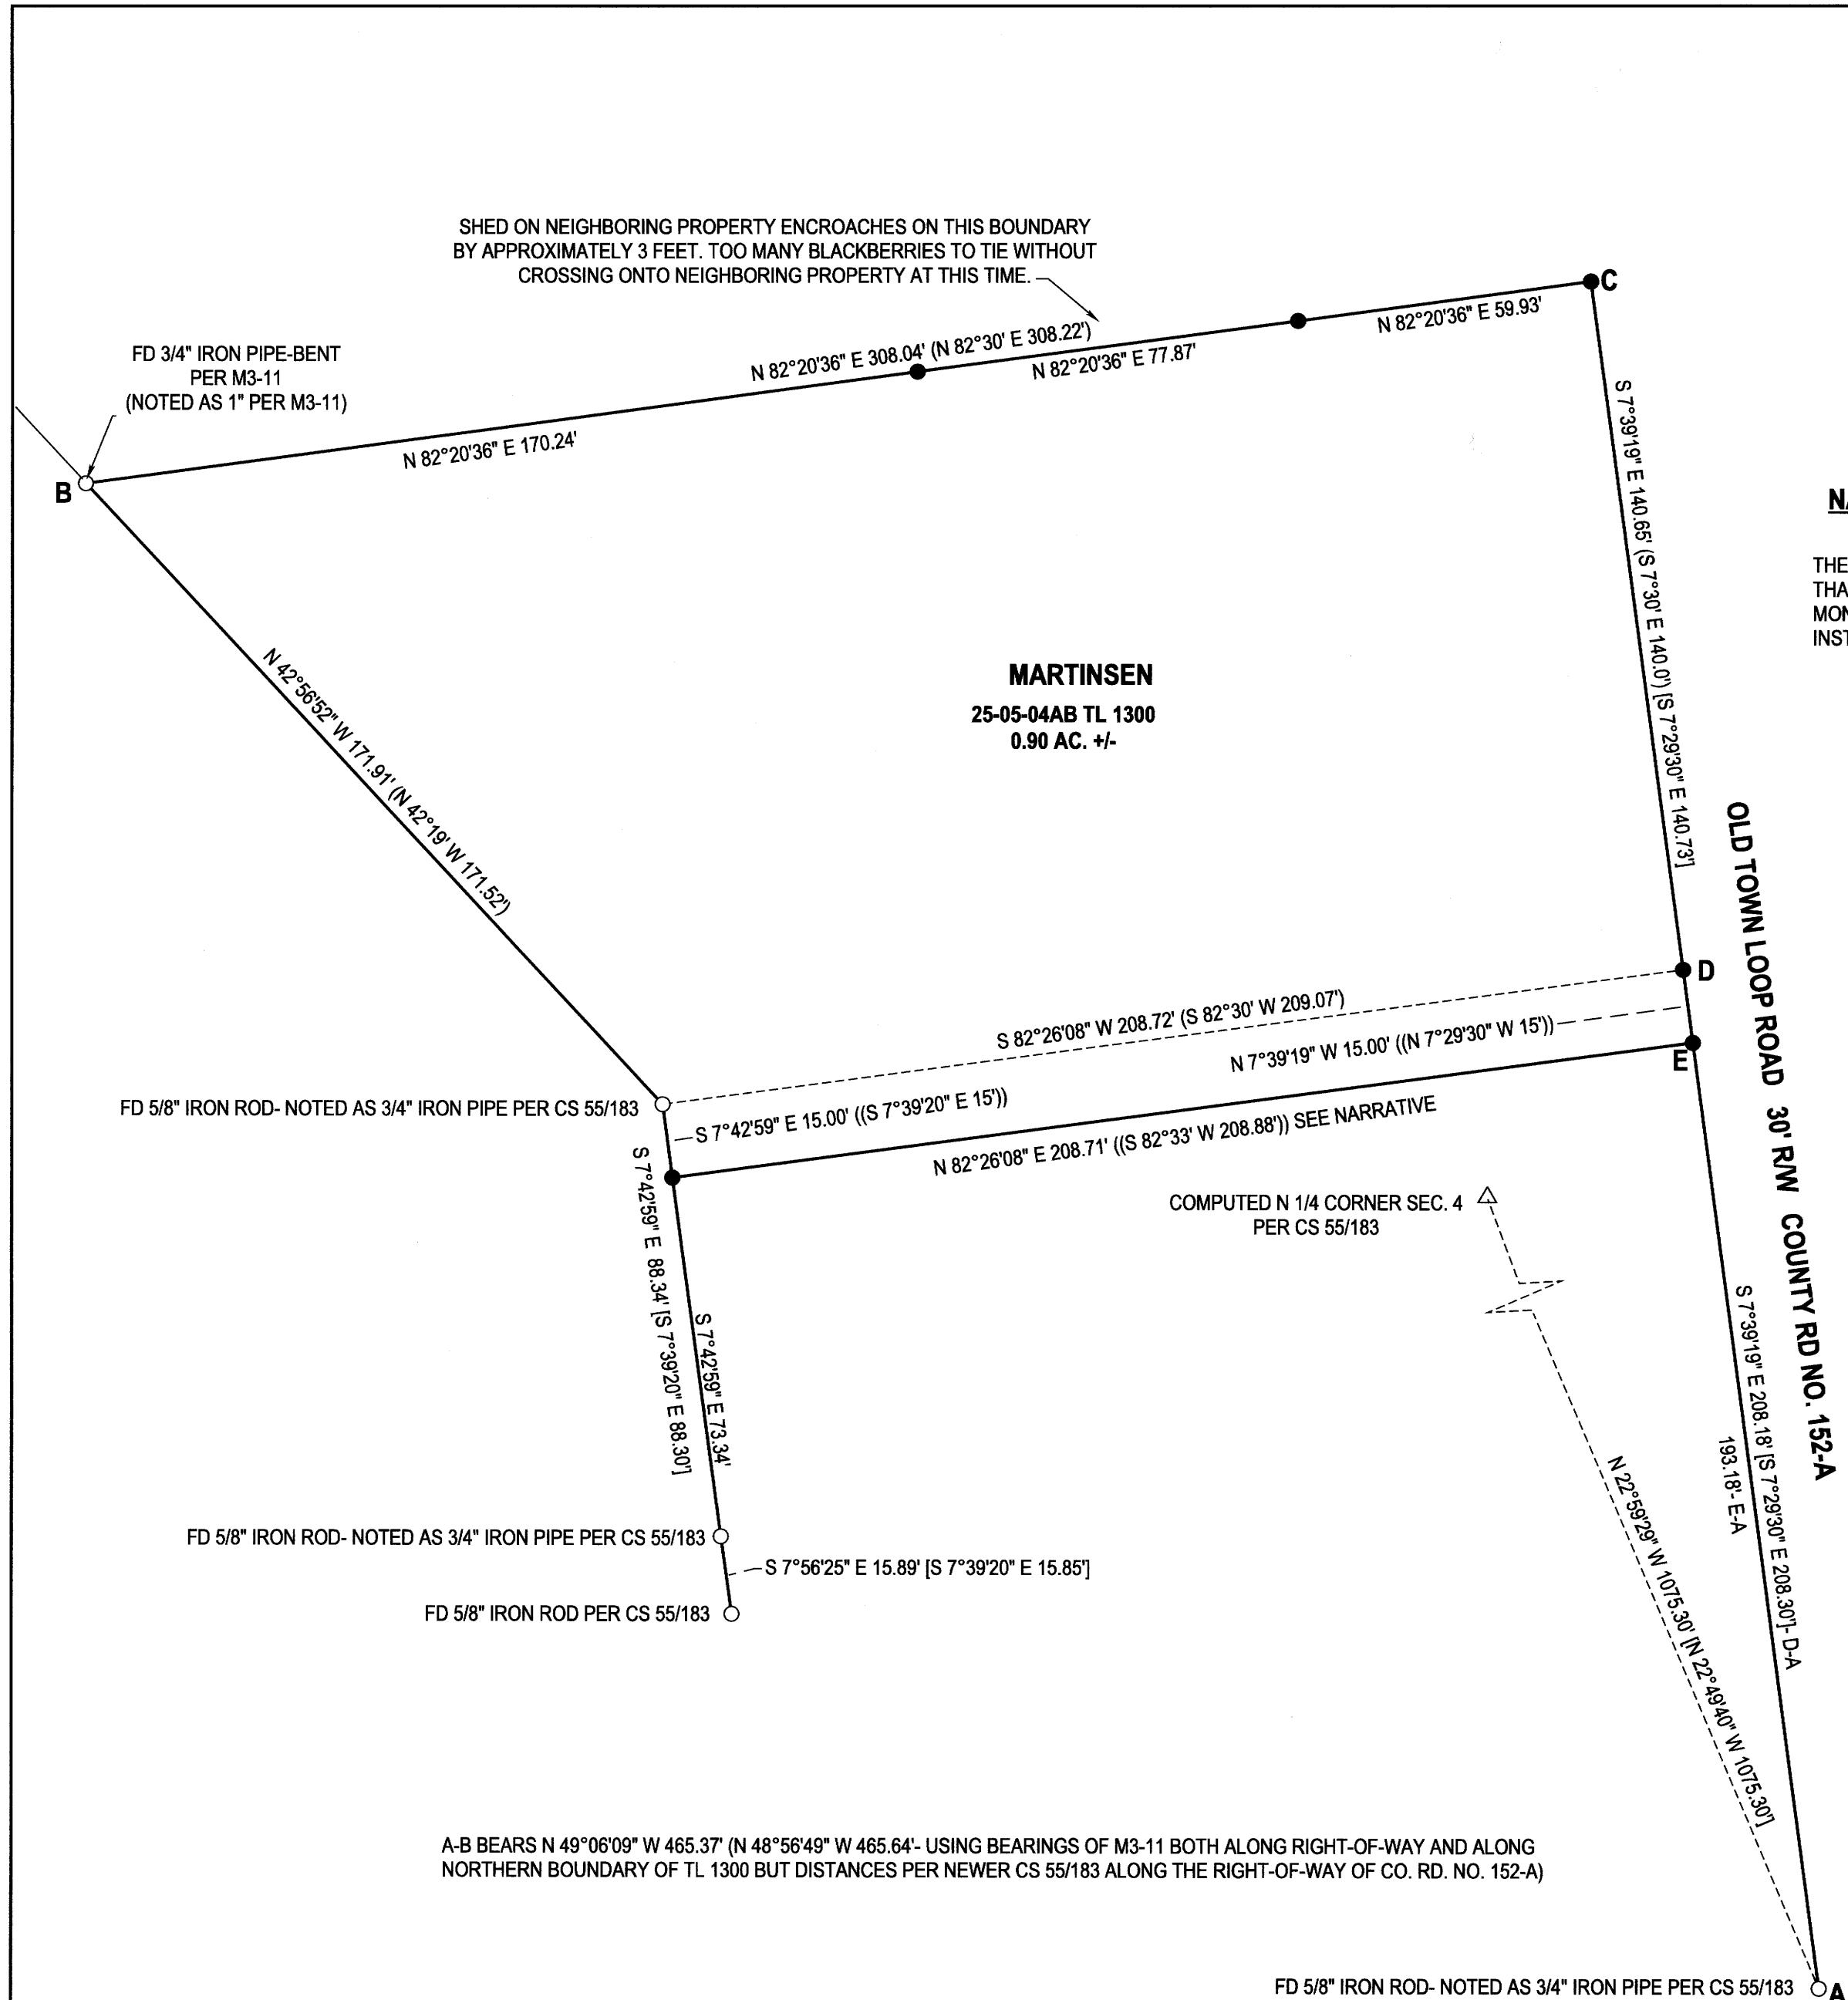 SHED ON NEIGHBORING PROPERTY ENCROACHES ON THIS BOUNDARY
BY APPROXIMATELY 3 FEET. TOO MANY BLACKBERRIES TO TIE WITHOUT
CROSSING ONTO NEIGHBORING PROPERTY AT THIS TIME.
C
N 82°20'36" E 59.93'
N 82°20'36" E 308.04' (N 82°30' E 308.22')
N 82°20'36" E 77.87'
FD 3/4" IRON PIPE-BENT
PER M3-11
(NOTED AS 1" PER M3-11)
N 82°20'36" E 170.24'
B
S 7°39'19" E 140.65' (S 7°30' E 140.0') [S 7°29'30" E 140.73']
NA
THE
THA
MON
INST
N 42°56'52" W 171.91' (N 42°19' W 171.52')
MARTINSEN
25-05-04AB TL 1300
0.90 AC. +/-
OLD TOWN LOOP ROAD 30' R/W COUNTY RD NO. 152-A
D
S 82°26'08" W 208.72' (S 82°30' W 209.07')
N 7°39'19" W 15.00' ((N 7°29'30" W 15'))
E
FD 5/8" IRON ROD- NOTED AS 3/4" IRON PIPE PER CS 55/183
S 7°42'59" E 15.00' ((S 7°39'20" E 15'))
N 82°26'08" E 208.71' ((S 82°33' W 208.88')) SEE NARRATIVE
S 7°42'59" E 88.34' [S 7°39'20" E 88.30']
S 7°42'59" E 73.34'
COMPUTED N 1/4 CORNER SEC. 4
PER CS 55/183
S 7°39'19" E 208.18' [S 7°29'30" E 208.30']- D-A
193.18'- E-A
N 22°59'29" W 1075.30' [N 22°49'40" W 1075.30']
FD 5/8" IRON ROD- NOTED AS 3/4" IRON PIPE PER CS 55/183
S 7°56'25" E 15.89' [S 7°39'20" E 15.85']
FD 5/8" IRON ROD PER CS 55/183
A-B BEARS N 49°06'09" W 465.37' (N 48°56'49" W 465.64'- USING BEARINGS OF M3-11 BOTH ALONG RIGHT-OF-WAY AND ALONG
NORTHERN BOUNDARY OF TL 1300 BUT DISTANCES PER NEWER CS 55/183 ALONG THE RIGHT-OF-WAY OF CO. RD. NO. 152-A)
FD 5/8" IRON ROD- NOTED AS 3/4" IRON PIPE PER CS 55/183
A